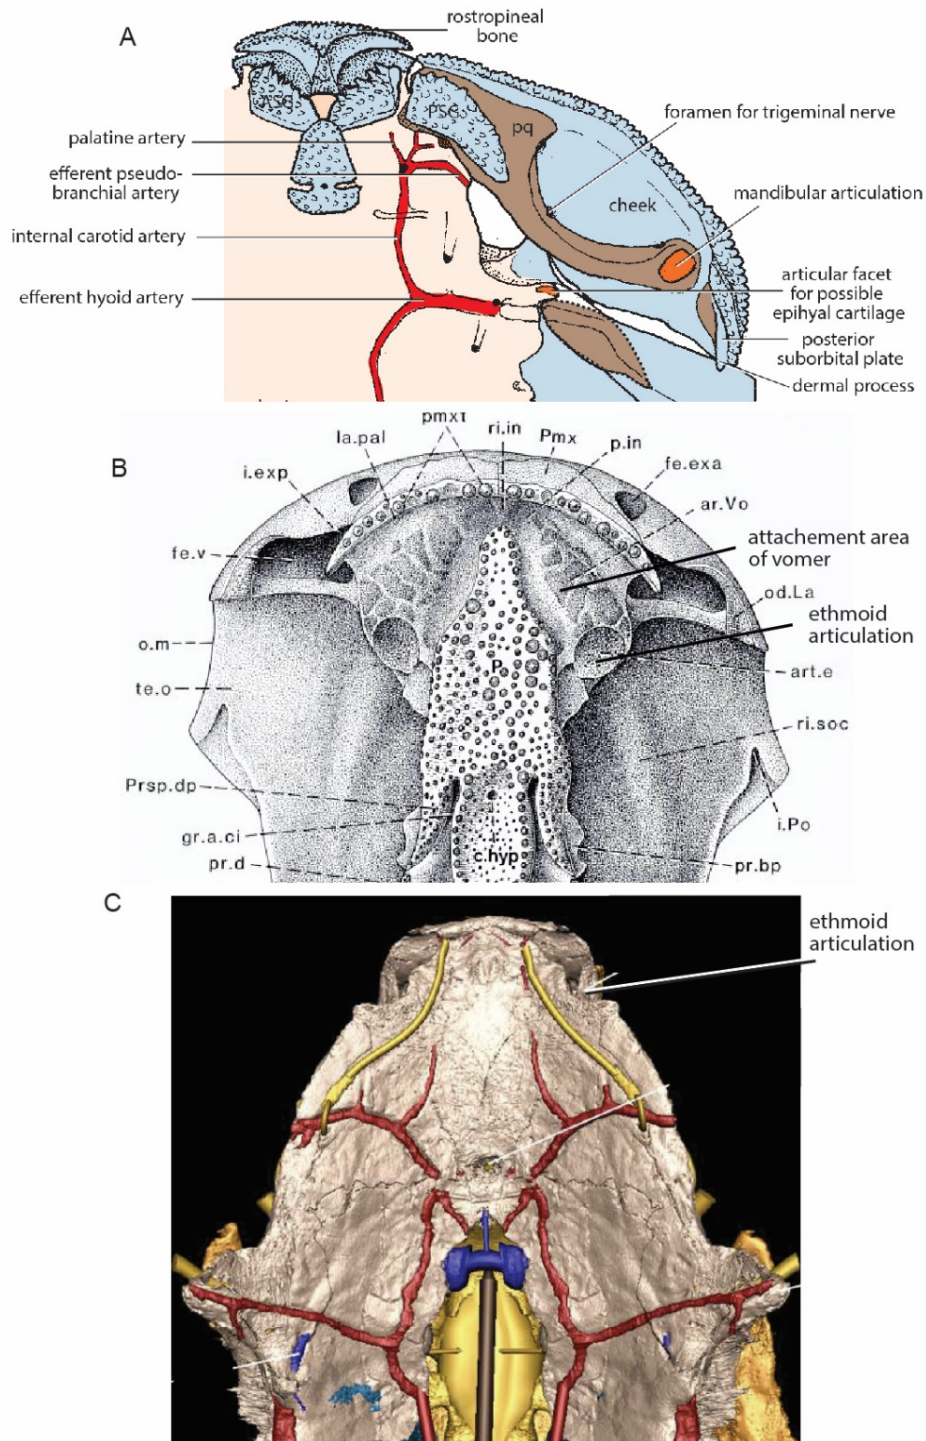 A
rostropineal
bone
ASG
PSG
pq
foramen for trigeminal nerve
palatine artery
efferent pseudo-
branchial artery
cheek
mandibular articulation
internal carotid artery
efferent hyoid artery
articular facet
for possible
epihyal cartilage
posterior
suborbital plate
dermal process
B
pmxt
ri.in
la.pal
Pmx
p.in
i.exp
fe.exa
ar.Vo
fe.v
attachement area
of vomer
od.La
ethmoid
articulation
o.m
P
art.e
te.o
ri.soc
Prsp.dp
i.Po
gr.a.ci
c.hyp
pr.d
pr.bp
C
ethmoid
articulation